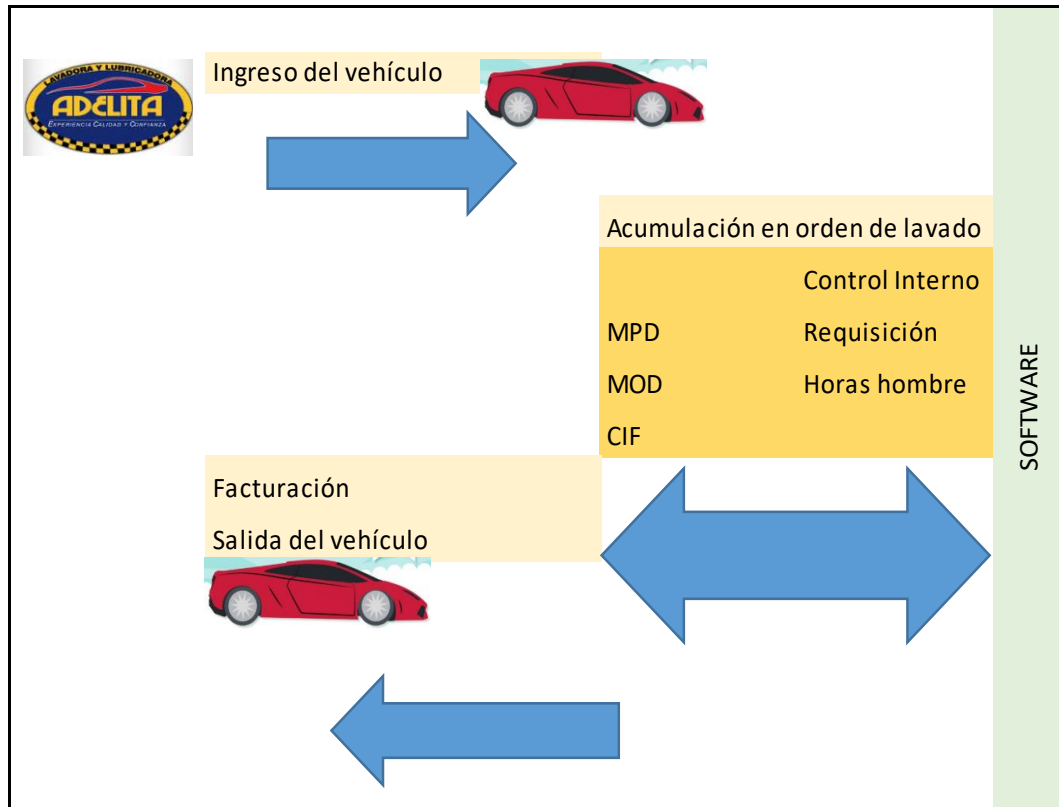 LAVADORA Y LUBRICADORA
ADELITA
EXPERIENCIA CALIDAD Y CONFIANZA
Ingreso del vehículo
Acumulación en orden de lavado
Control Interno
MPD Requisición
MOD Horas hombre
CIF
SOFTWARE
Facturación
Salida del vehículo